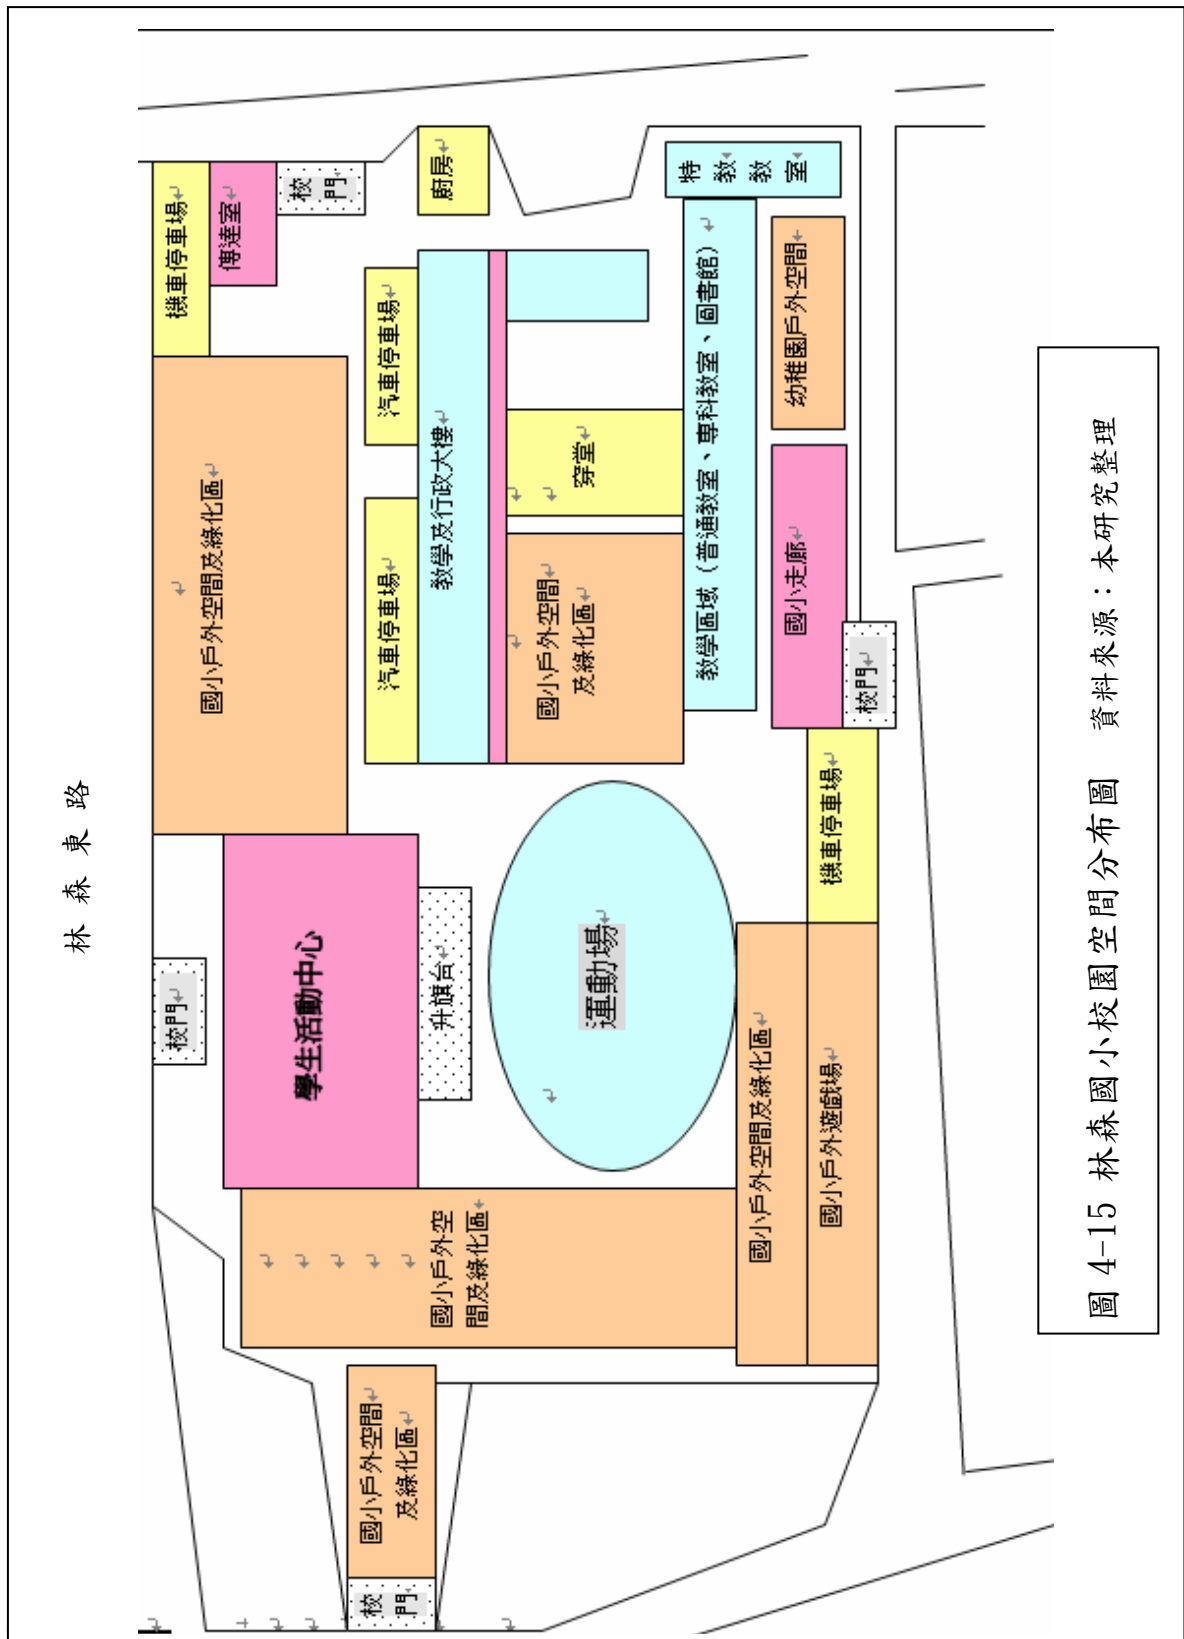 林森東路
機車停車場
傳達室
校
門
廚房
特教教室
國小戶外空間及綠化區
汽車停車場
汽車停車場
教學及行政大樓
穿堂
國小戶外空間
及綠化區
教學區域（普通教室、專科教室、圖書館）
幼稚園戶外空間
國小走廊
校門
機車停車場
校門
學生活動中心
升旗台
運動場
國小戶外空
間及綠化區
國小戶外空間及綠化區
國小戶外遊戲場
國小戶外空間
及綠化區
校
門
圖 4-15 林森國小校園空間分布圖 資料來源：本研究整理